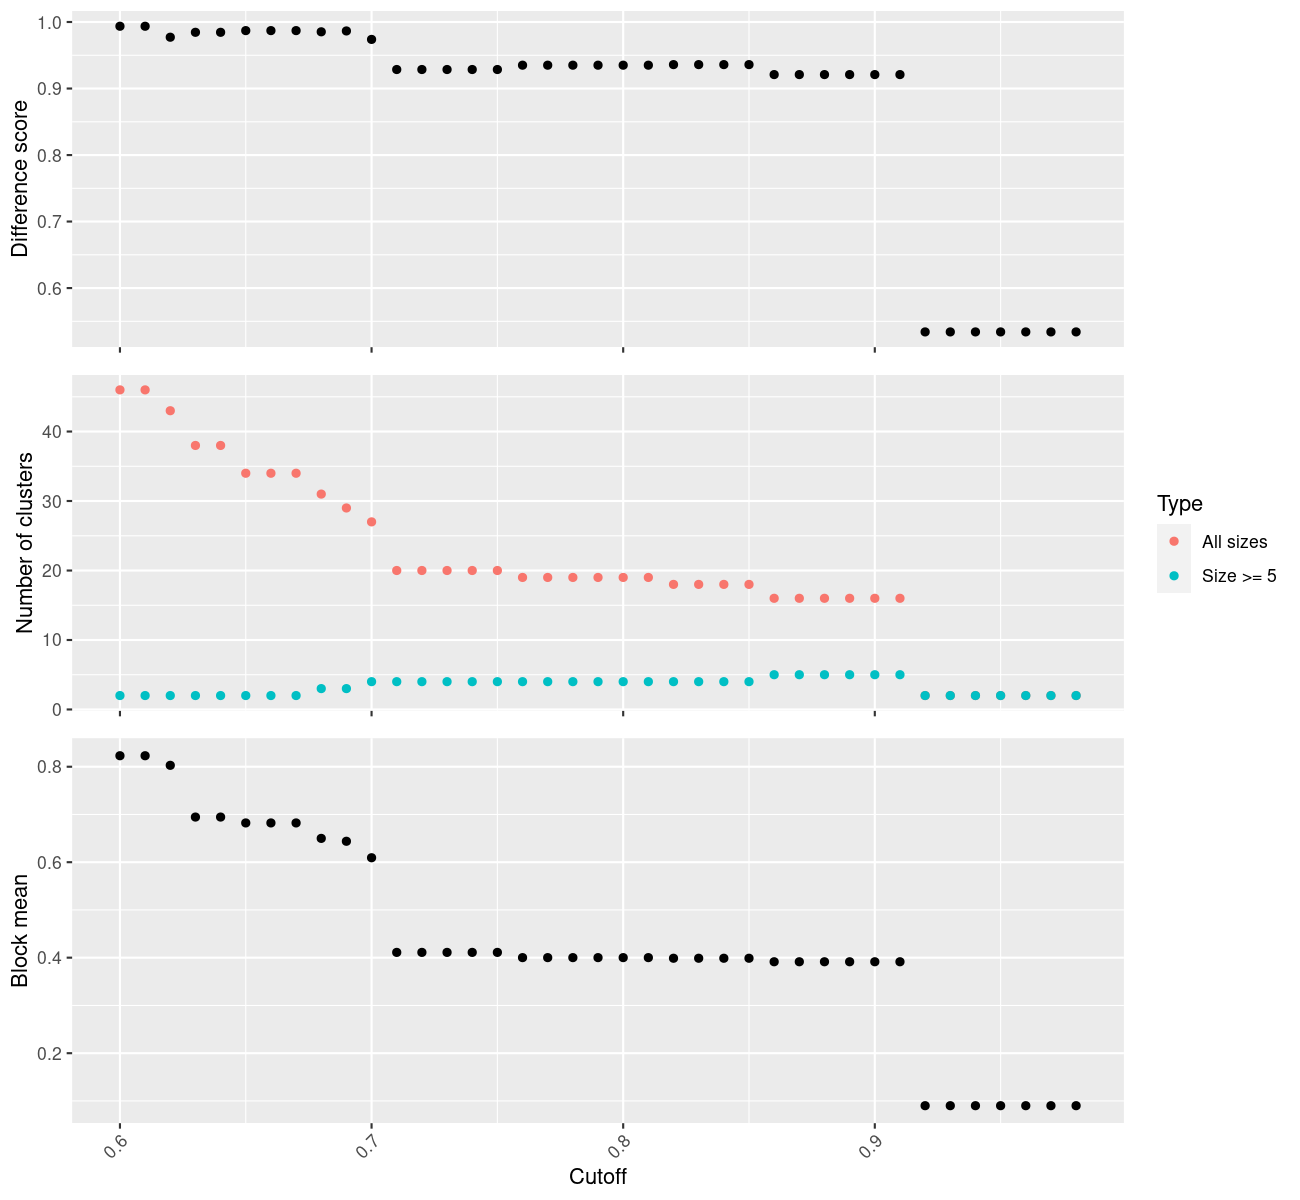 1.0
0.9
0.8
0.7
0.6
Difference score
40
30
20
10
0
Number of clusters
Type
All sizes
Size >= 5
0.8
0.6
0.4
0.2
Block mean
0.6
0.7
0.8
0.9
Cutoff